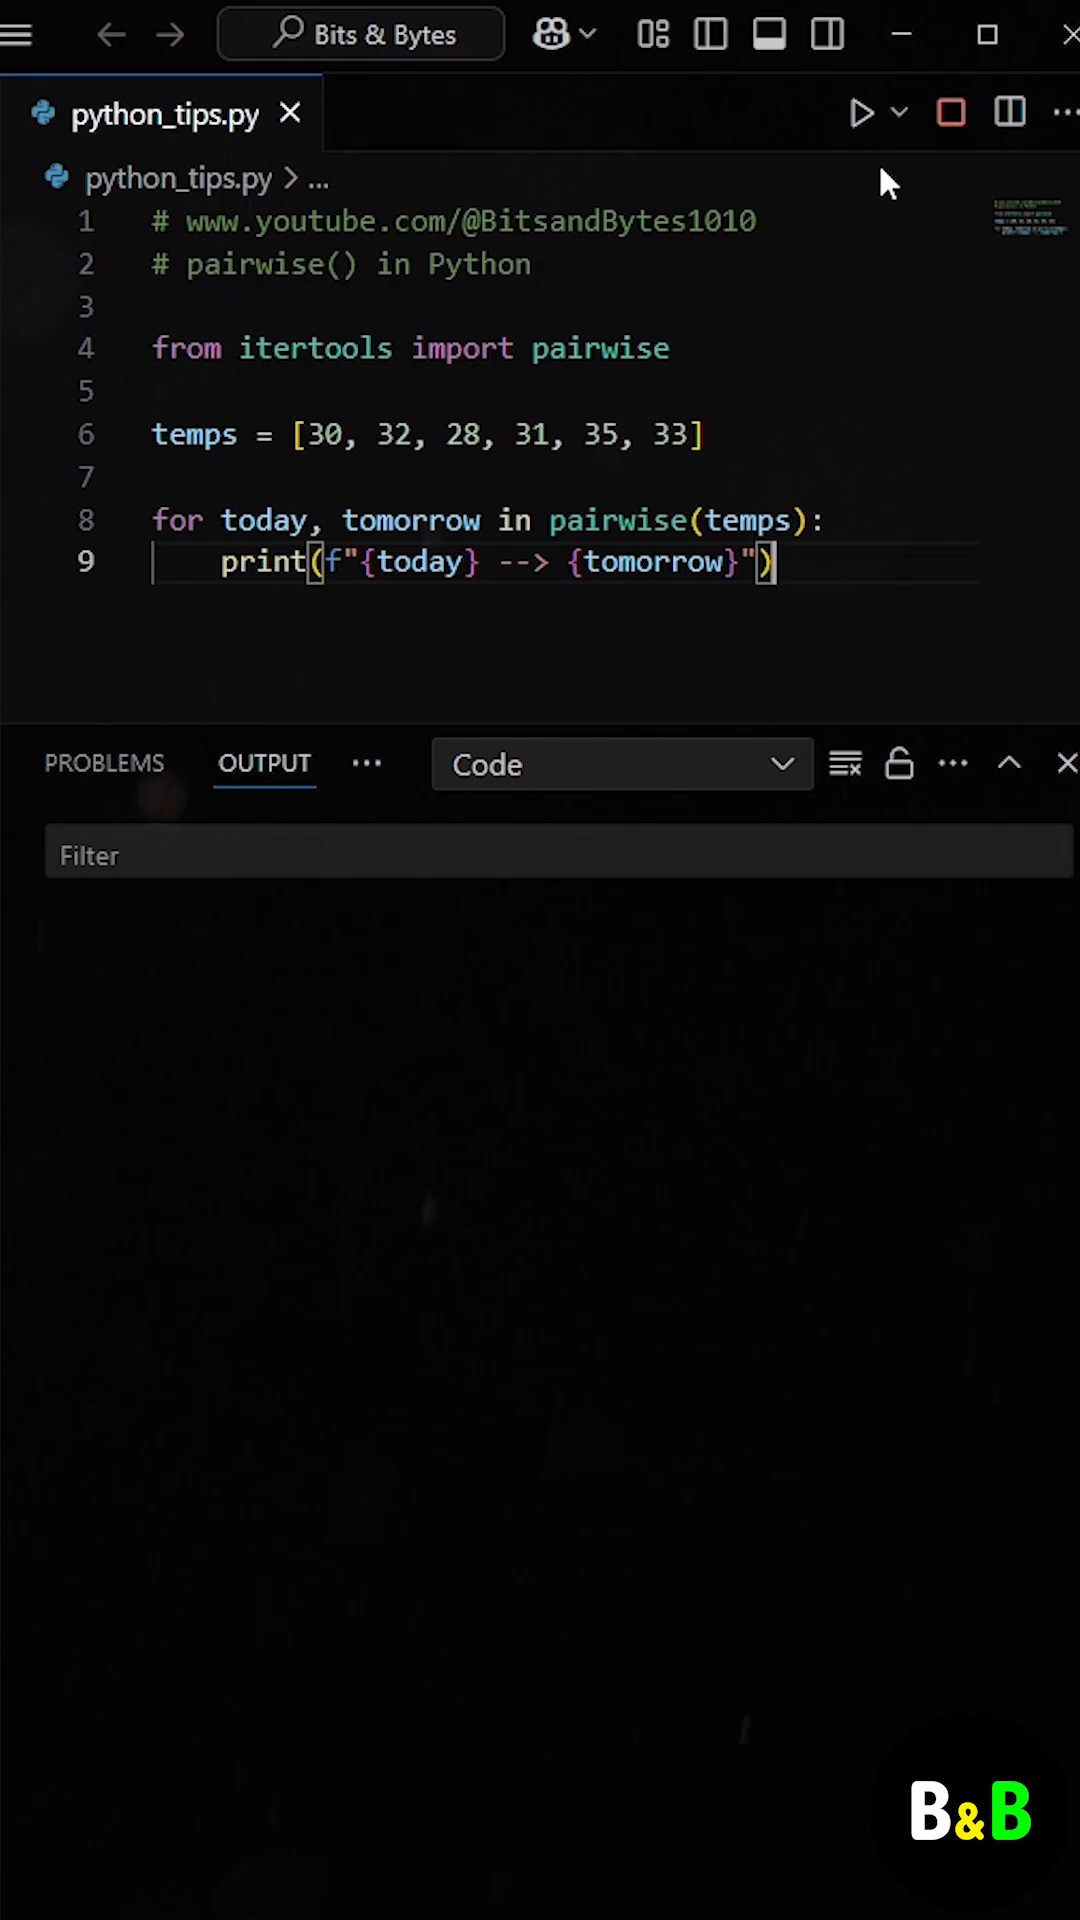 Bits & Bytes
python_tips.py
python_tips.py > ...
1 # www.youtube.com/@BitsandBytes1010
2 # pairwise() in Python
3
4 from itertools import pairwise
5
6 temps = [30, 32, 28, 31, 35, 33]
7
8 for today, tomorrow in pairwise(temps):
9     print(f"{today} --> {tomorrow}")
PROBLEMS OUTPUT ... Code
Filter
B&B